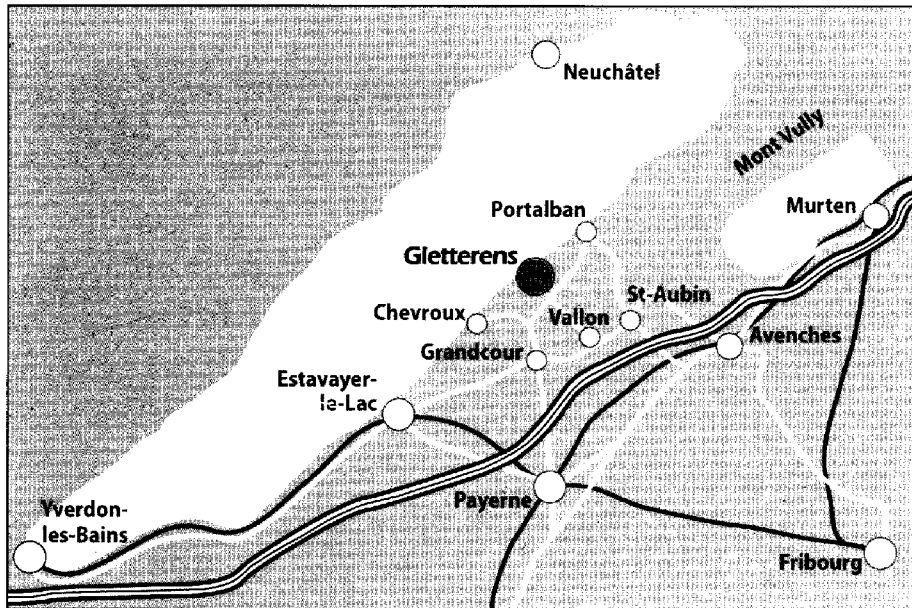 Neuchâtel
Mont Vully
Portalban
Murten
Gletterens
Chevroux
Vallon
St-Aubin
Grandcour
Avenches
Estavayer-
le-Lac
Payerne
Yverdon-
les-Bains
Fribourg